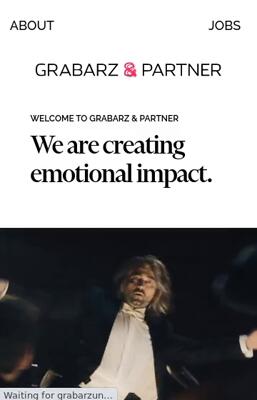 ABOUT
JOBS
GRABARZ & PARTNER
WELCOME TO GRABARZ & PARTNER
We are creating
emotional impact.
Waiting for grabarzun...